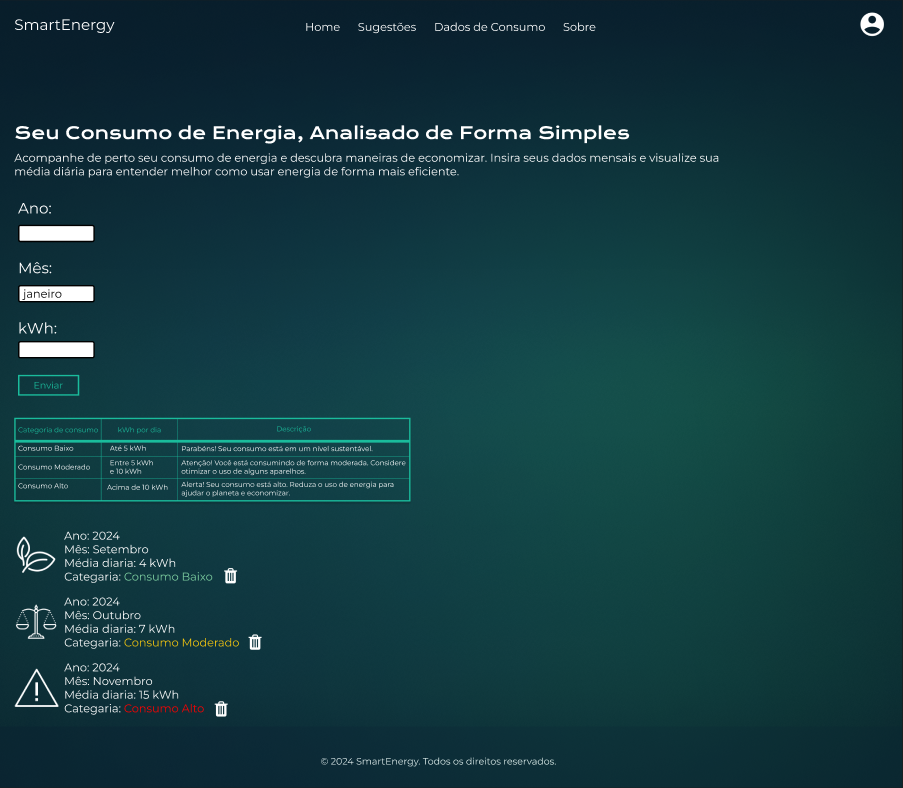 SmartEnergy
Home Sugestões Dados de Consumo Sobre
Seu Consumo de Energia, Analisado de Forma Simples
Acompanhe de perto seu consumo de energia e descubra maneiras de economizar. Insira seus dados mensais e visualize sua
média diária para entender melhor como usar energia de forma mais eficiente.
Ano:
Mês:
janeiro
kWh:
Enviar
Categoria de consumo kWh por dia Descrição
Consumo Baixo Até 5 kWh Parabéns! Seu consumo está em um nível sustentável.
Consumo Moderado Entre 5 kWh
e 10 kWh
Atenção! Você está consumindo de forma moderada. Considere
otimizar o uso de alguns aparelhos.
Consumo Alto Acima de 10 kWh Alerta! Seu consumo está alto. Reduza o uso de energia para
ajudar o planeta e economizar.
Ano: 2024
Mês: Setembro
Média diaria: 4 kWh
Categaria: Consumo Baixo
Ano: 2024
Mês: Outubro
Média diaria: 7 kWh
Categaria: Consumo Moderado
Ano: 2024
Mês: Novembro
Média diaria: 15 kWh
Categaria: Consumo Alto
© 2024 SmartEnergy. Todos os direitos reservados.